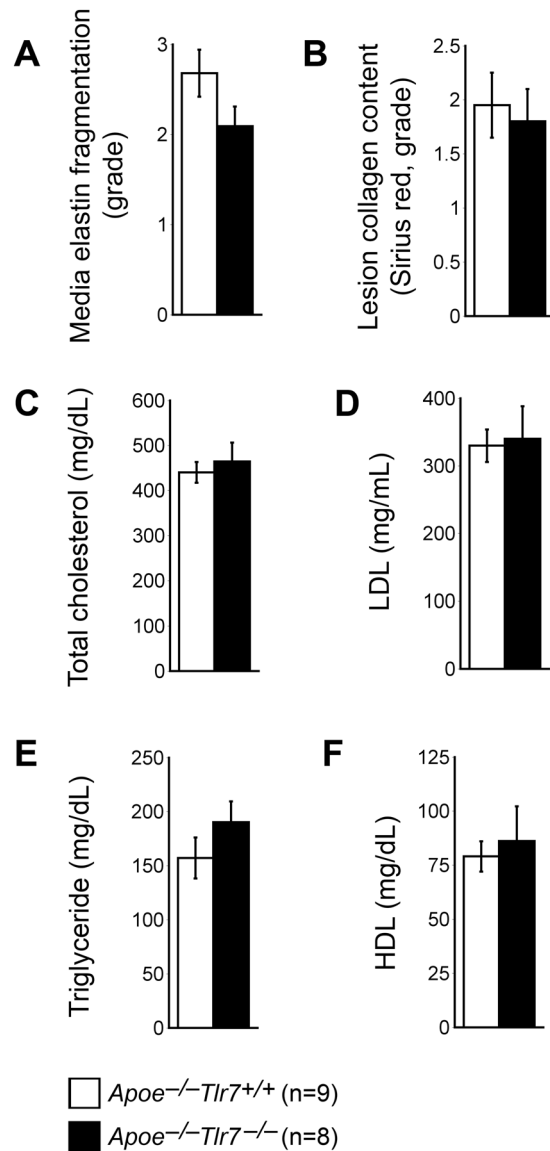 A
Media elastin fragmentation
(grade)
3
2
1
0
B
Lesion collagen content
(Sirius red, grade)
2.5
2
1.5
1
0.5
0
C
Total cholesterol (mg/dL)
600
500
400
300
200
100
0
D
LDL (mg/mL)
400
300
200
100
0
E
Triglyceride (mg/dL)
250
200
150
100
50
0
F
HDL (mg/dL)
125
100
75
50
25
0
Apoe–/–Tlr7+/+ (n=9)
Apoe–/–Tlr7–/– (n=8)